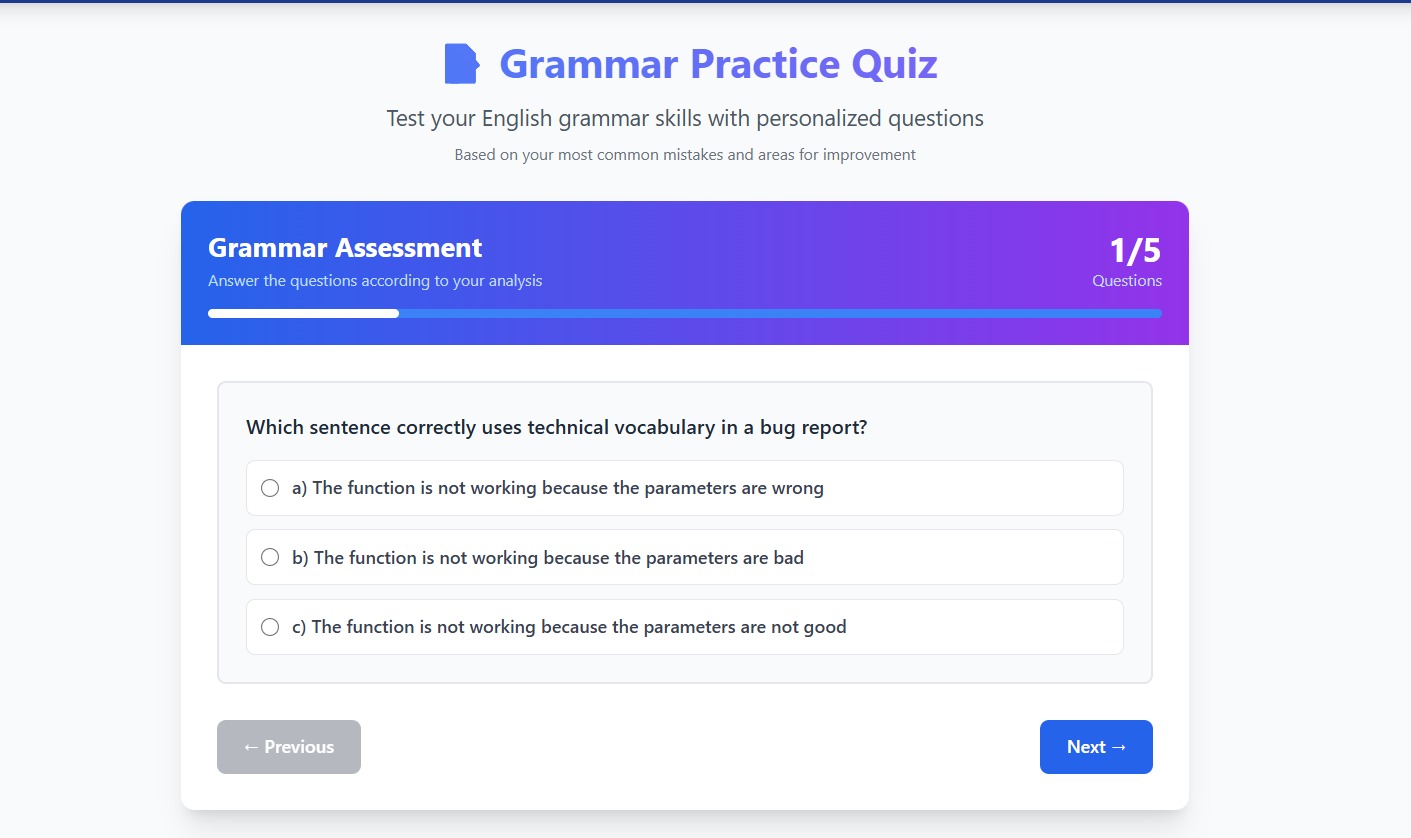 Grammar Practice Quiz
Test your English grammar skills with personalized questions
Based on your most common mistakes and areas for improvement
Grammar Assessment
1/5
Answer the questions according to your analysis
Questions
Which sentence correctly uses technical vocabulary in a bug report?
a) The function is not working because the parameters are wrong
b) The function is not working because the parameters are bad
c) The function is not working because the parameters are not good
← Previous
Next →